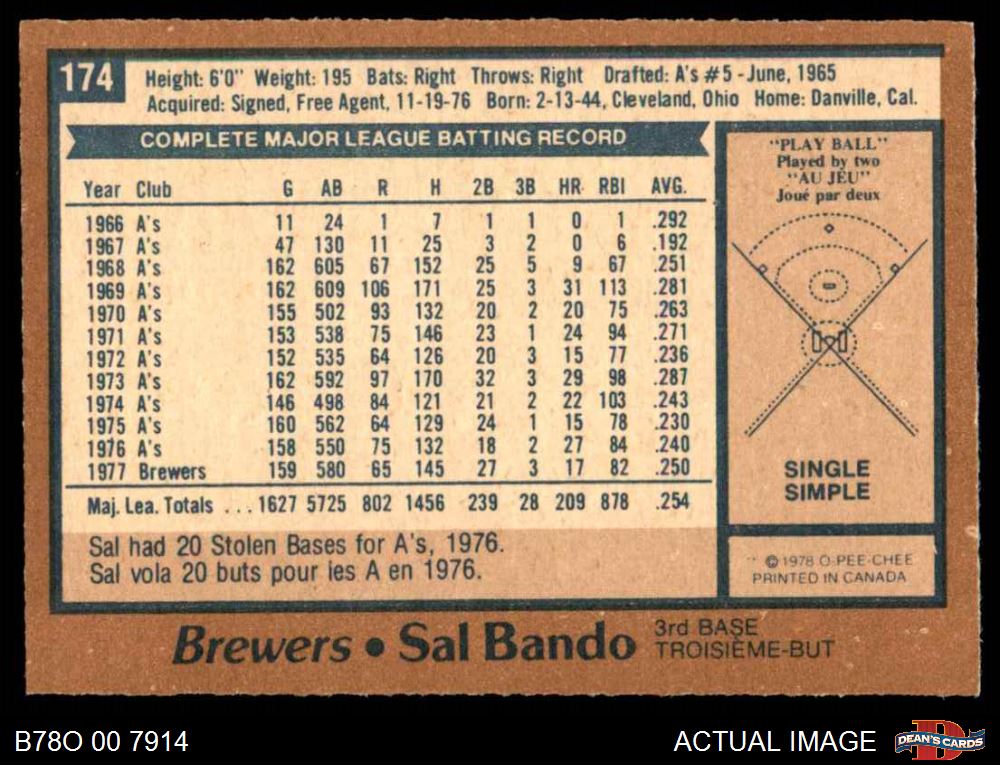 174
Height: 6'0" Weight: 195 Bats: Right Throws: Right Drafted: A's #5 - June, 1965
Acquired: Signed, Free Agent, 11-19-76 Born: 2-13-44, Cleveland, Ohio Home: Danville, Cal.
COMPLETE MAJOR LEAGUE BATTING RECORD
Year Club G AB R H 2B 3B HR RBI AVG.
1966 A's 11 24 1 7 1 1 0 1 .292
1967 A's 47 130 11 25 3 2 0 6 .192
1968 A's 162 605 67 152 25 5 9 67 .251
1969 A's 162 609 106 171 25 3 31 113 .281
1970 A's 155 502 93 132 20 2 20 75 .263
1971 A's 153 538 75 146 23 1 24 94 .271
1972 A's 152 535 64 126 20 3 15 77 .236
1973 A's 162 592 97 170 32 3 29 98 .287
1974 A's 146 498 84 121 21 2 22 103 .243
1975 A's 160 562 64 129 24 1 15 78 .230
1976 A's 158 550 75 132 18 2 27 84 .240
1977 Brewers 159 580 65 145 27 3 17 82 .250
Maj. Lea. Totals ... 1627 5725 802 1456 239 28 209 878 .254
Sal had 20 Stolen Bases for A's, 1976.
Sal vola 20 buts pour les A en 1976.
"PLAY BALL"
Played by two
"AU JEU"
Joué par deux
SINGLE
SIMPLE
© 1978 O-PEE-CHEE
PRINTED IN CANADA
Brewers • Sal Bando
3rd BASE
TROISIÈME-BUT
B78O 00 7914
ACTUAL IMAGE
D
DEAN'S CARDS